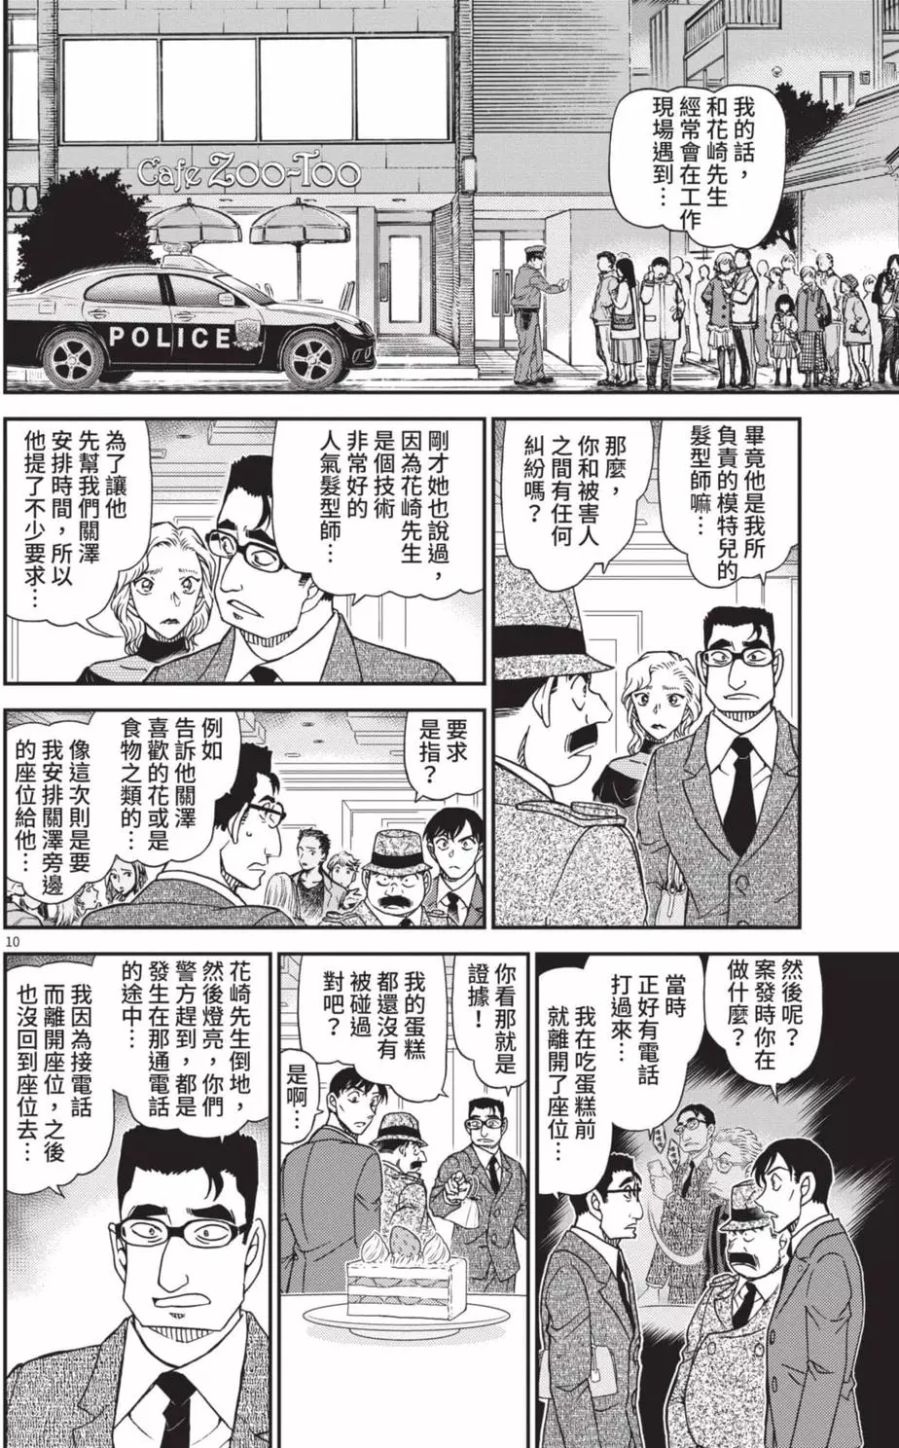 我的話，
和花崎先生
經常會在工作
現場遇到…
Cafe Zoo-Too
POLICE
畢竟他是我所
負責的模特兒的
髮型師嘛…
那麼，
你和被害人
之間有任何
糾紛嗎？
剛才她也說過，
因為花崎先生
是個技術
非常好的
人氣髮型師…
為了讓他
先幫我們關澤
安排時間，所以
他提了不少要求…
要求
是指？
例如
告訴他關澤
喜歡的花或是
食物之類的…
像這次則是要
我安排關澤旁邊
的座位給他…
10
然後呢？
案發時你在
做什麼？
當時
正好有電話
打過來…
我在吃蛋糕前
就離開了座位…
你看那就是
證據！
我的蛋糕
都還沒有
被碰過
對吧？
是啊…
花崎先生倒地，
然後燈亮，你們
警方趕到，都是
發生在那通電話
的途中…
我因為接電話
而離開座位，之後
也沒回到座位去…